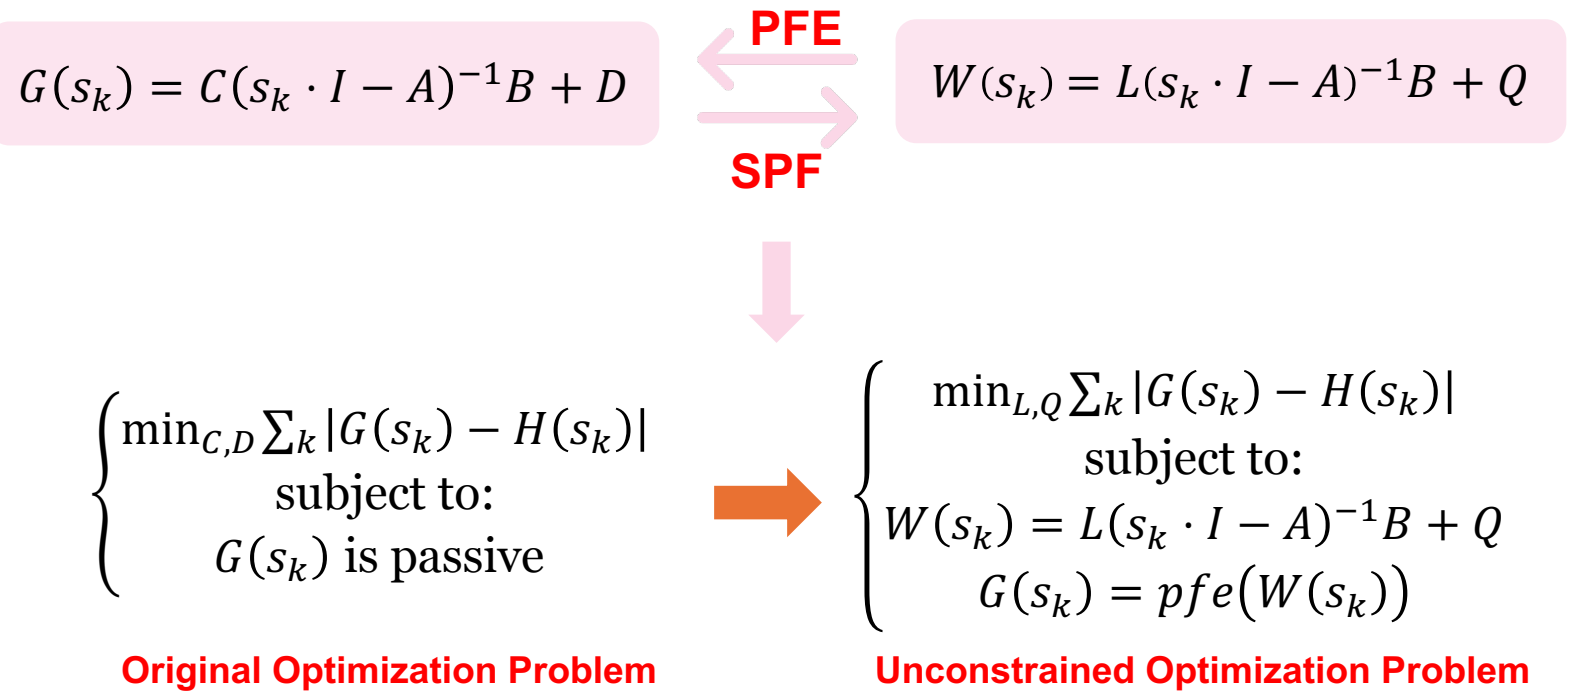 PFE
G(s_k) = C(s_k · I − A)^{−1}B + D
W(s_k) = L(s_k · I − A)^{−1}B + Q
SPF
min_{C,D} ∑_k |G(s_k) − H(s_k)|
subject to:
G(s_k) is passive
min_{L,Q} ∑_k |G(s_k) − H(s_k)|
subject to:
W(s_k) = L(s_k · I − A)^{−1}B + Q
G(s_k) = pfe(W(s_k))
Original Optimization Problem
Unconstrained Optimization Problem